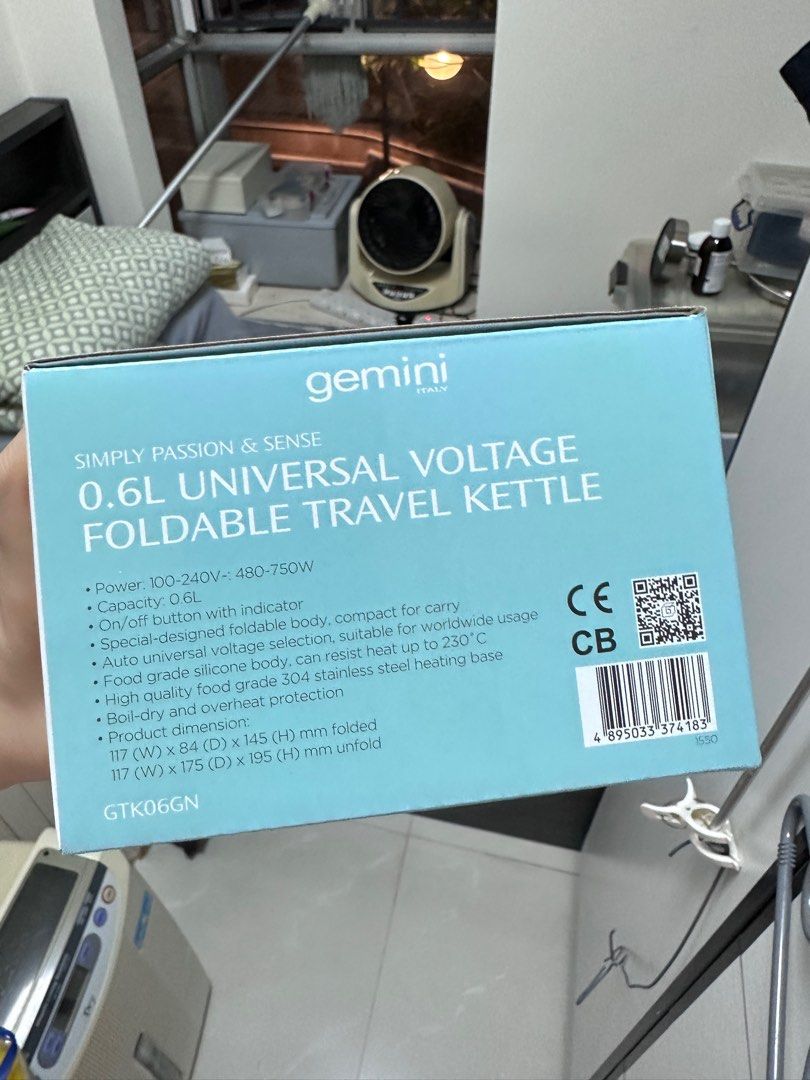 gemini
ITALY
SIMPLY PASSION & SENSE
0.6L UNIVERSAL VOLTAGE
FOLDABLE TRAVEL KETTLE
• Power: 100-240V~: 480-750W
• Capacity: 0.6L
• On/off button with indicator
• Special-designed foldable body, compact for carry
• Auto universal voltage selection, suitable for worldwide usage
• Food grade silicone body, can resist heat up to 230˚C
• High quality food grade 304 stainless steel heating base
• Boil-dry and overheat protection
• Product dimension:
117 (W) x 84 (D) x 145 (H) mm folded
117 (W) x 175 (D) x 195 (H) mm unfold
CE
CB
4 895033 374183
1550
GTK06GN